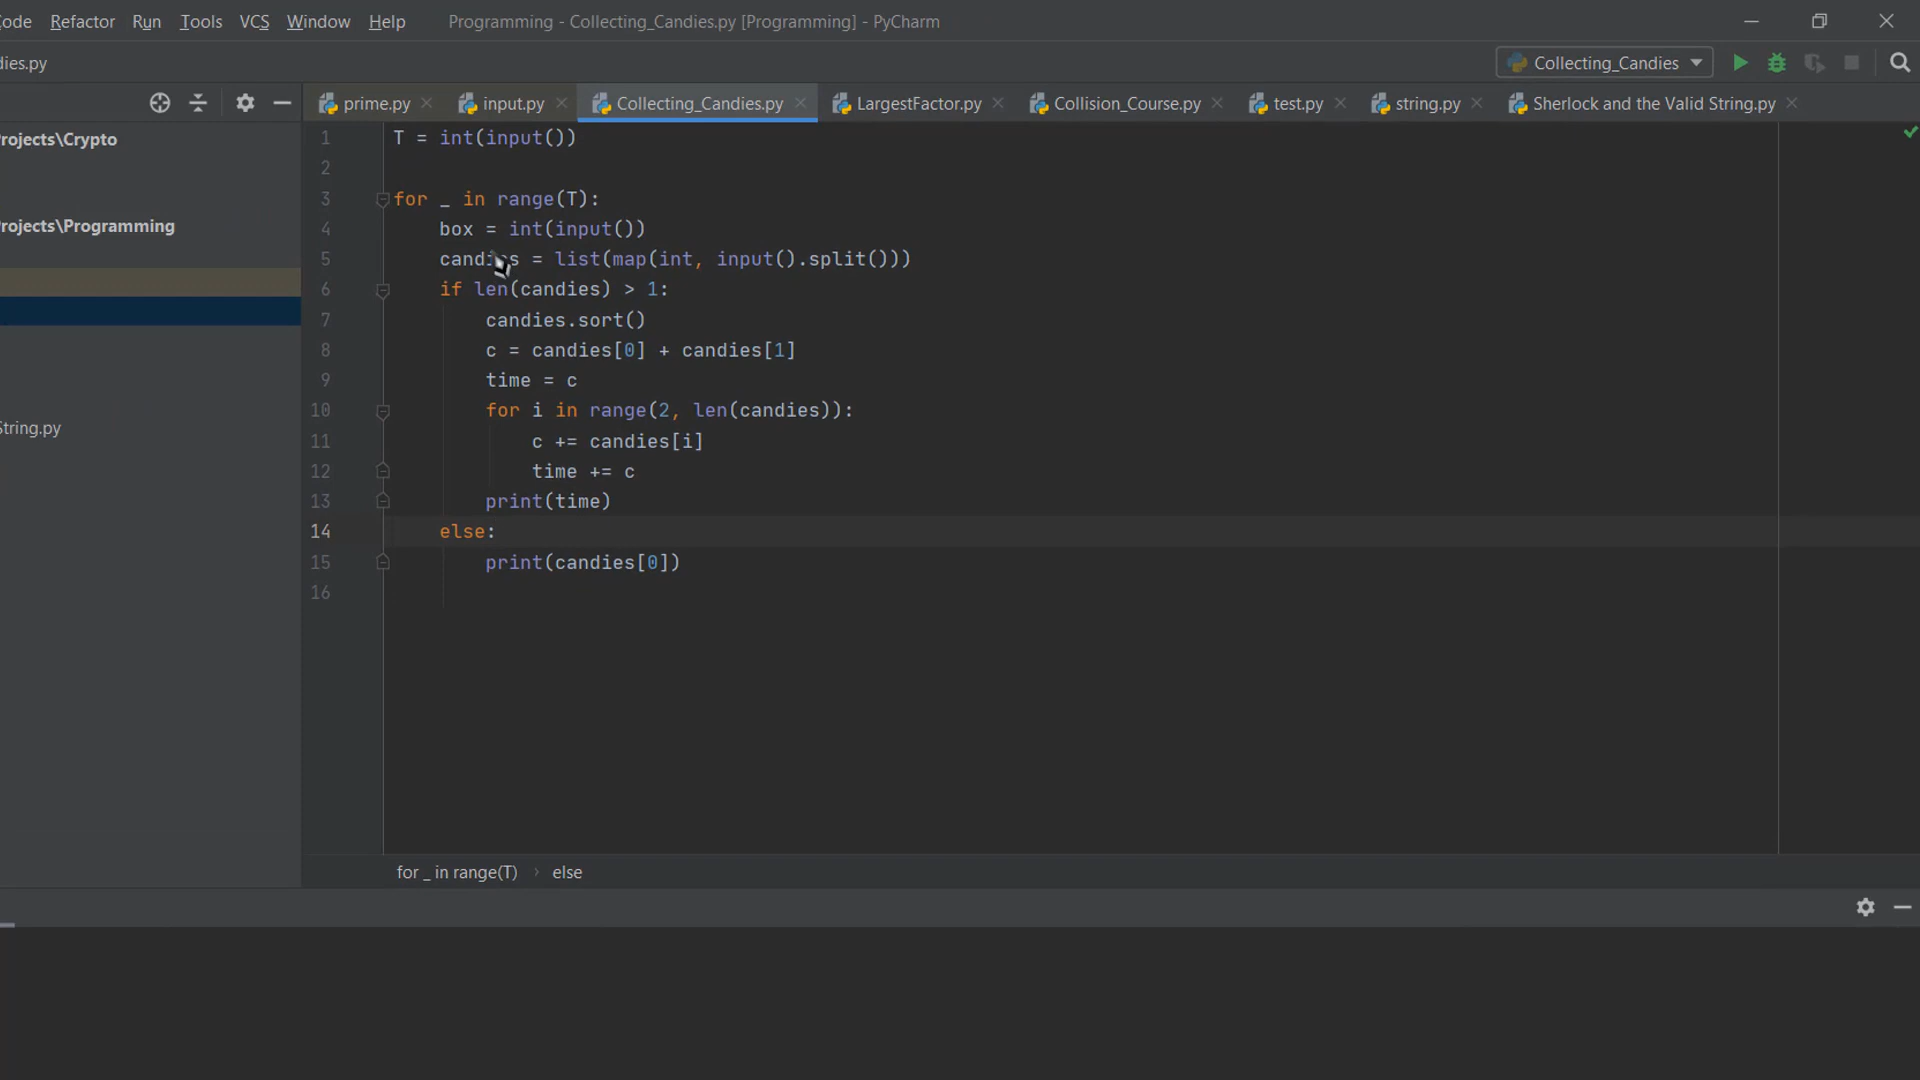 ode Refactor Run Tools VCS Window Help Programming - Collecting_Candies.py [Programming] - PyCharm
dies.py Collecting_Candies
prime.py input.py Collecting_Candies.py LargestFactor.py Collision_Course.py test.py string.py Sherlock and the Valid String.py
rojects\Crypto
rojects\Programming
String.py
1 T = int(input())
2
3 for _ in range(T):
4 box = int(input())
5 candies = list(map(int, input().split()))
6 if len(candies) > 1:
7 candies.sort()
8 c = candies[0] + candies[1]
9 time = c
10 for i in range(2, len(candies)):
11 c += candies[i]
12 time += c
13 print(time)
14 else:
15 print(candies[0])
16
for _ in range(T) › else